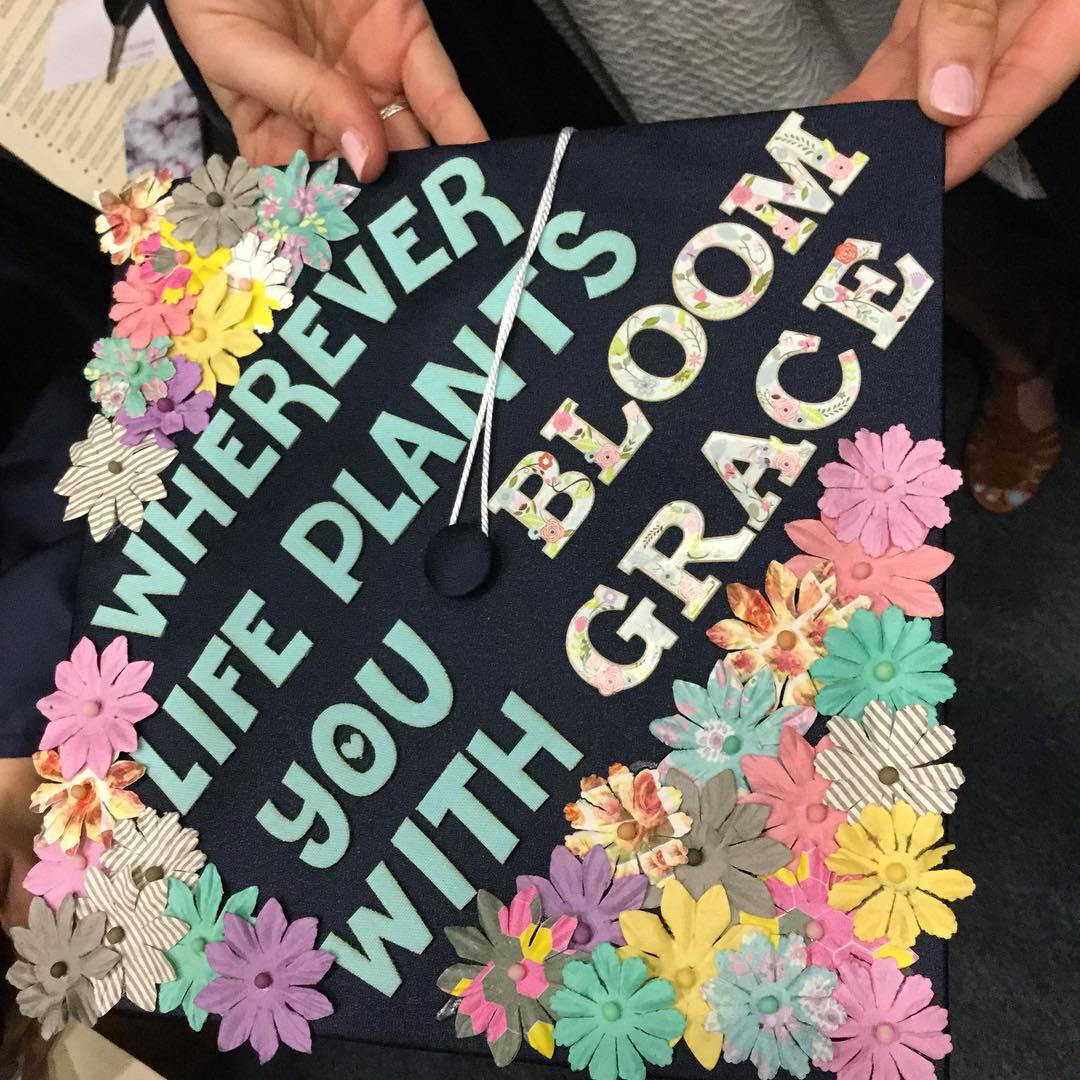 WHEREVER
LIFE PLANTS
YOU BLOOM
WITH GRACE